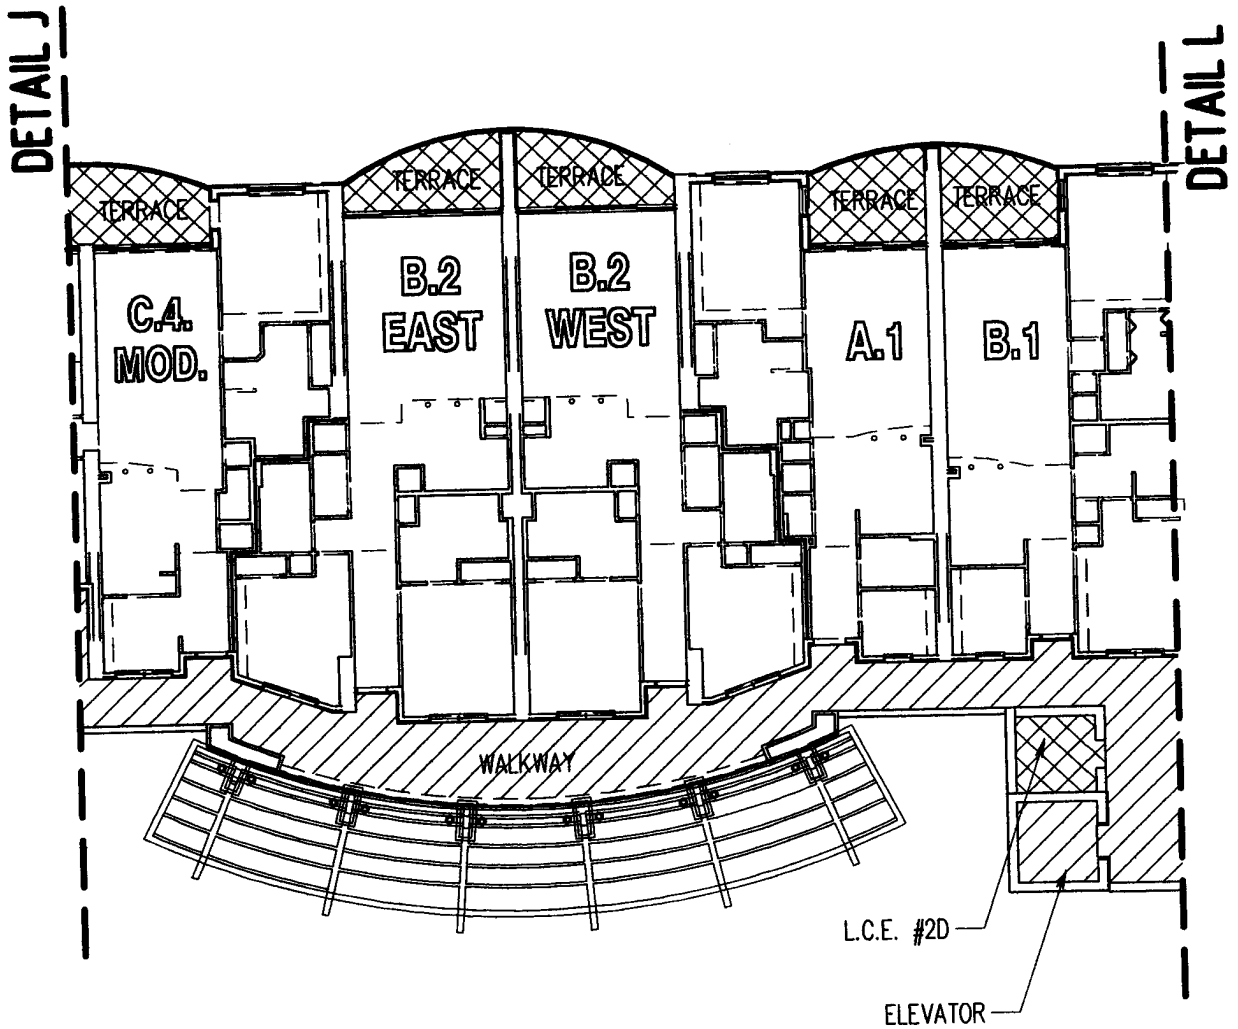 DETAIL J
DETAIL L
TERRACE
TERRACE
TERRACE
TERRACE
TERRACE
C.4.
MOD.
B.2
EAST
B.2
WEST
A.1
B.1
WALKWAY
L.C.E. #2D
ELEVATOR